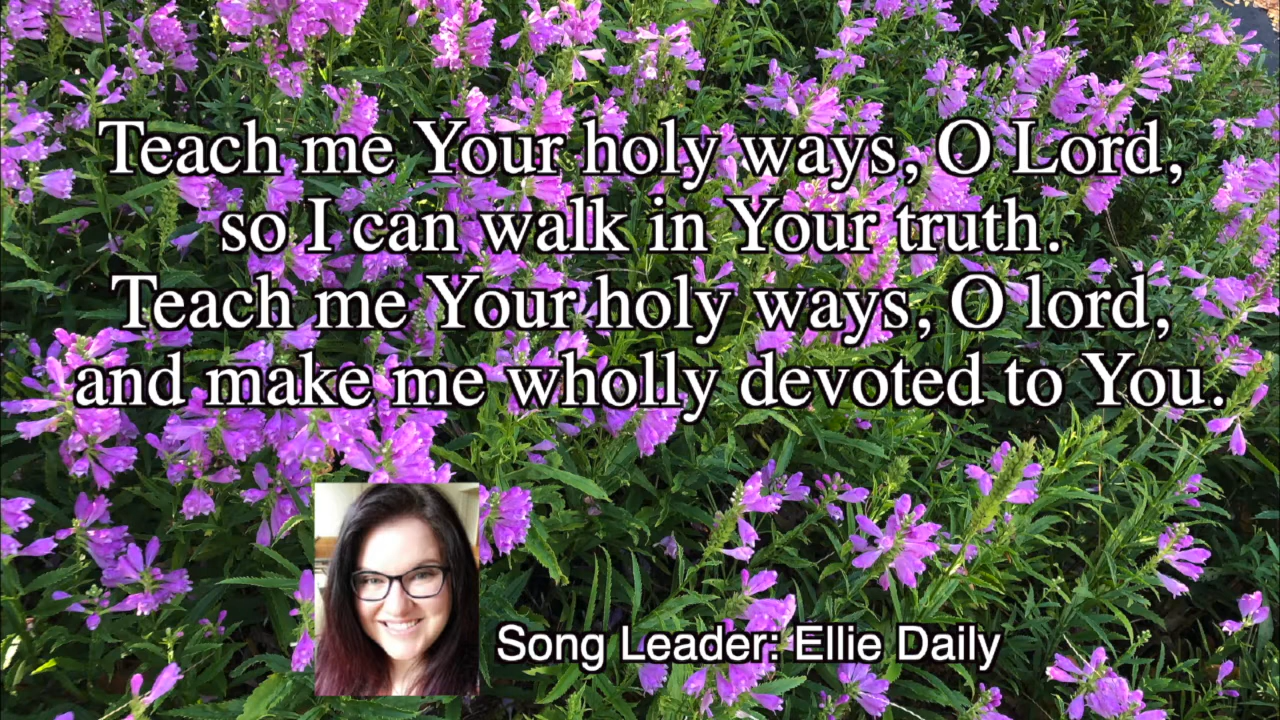 Teach me Your holy ways, O Lord,
so I can walk in Your truth.
Teach me Your holy ways, O lord,
and make me wholly devoted to You.
Song Leader: Ellie Daily